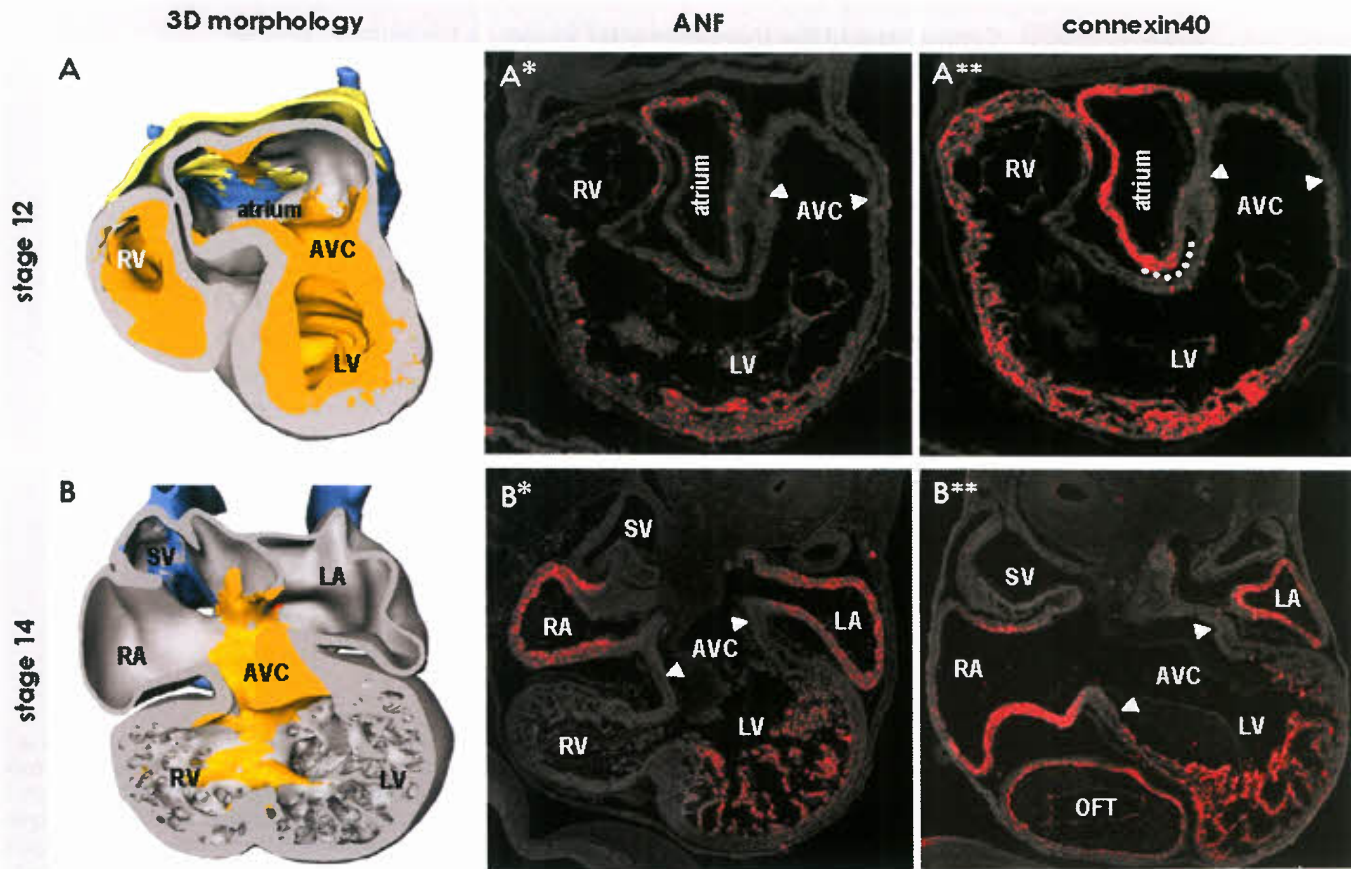 3D morphology
ANF
connexin40
stage 12
A
RV
atrium
AVC
LV
A*
RV
atrium
AVC
LV
A**
RV
atrium
AVC
LV
stage 14
B
SV
LA
RA
AVC
RV
LV
B*
SV
RA
AVC
LA
RV
LV
B**
SV
LA
RA
AVC
LV
OFT